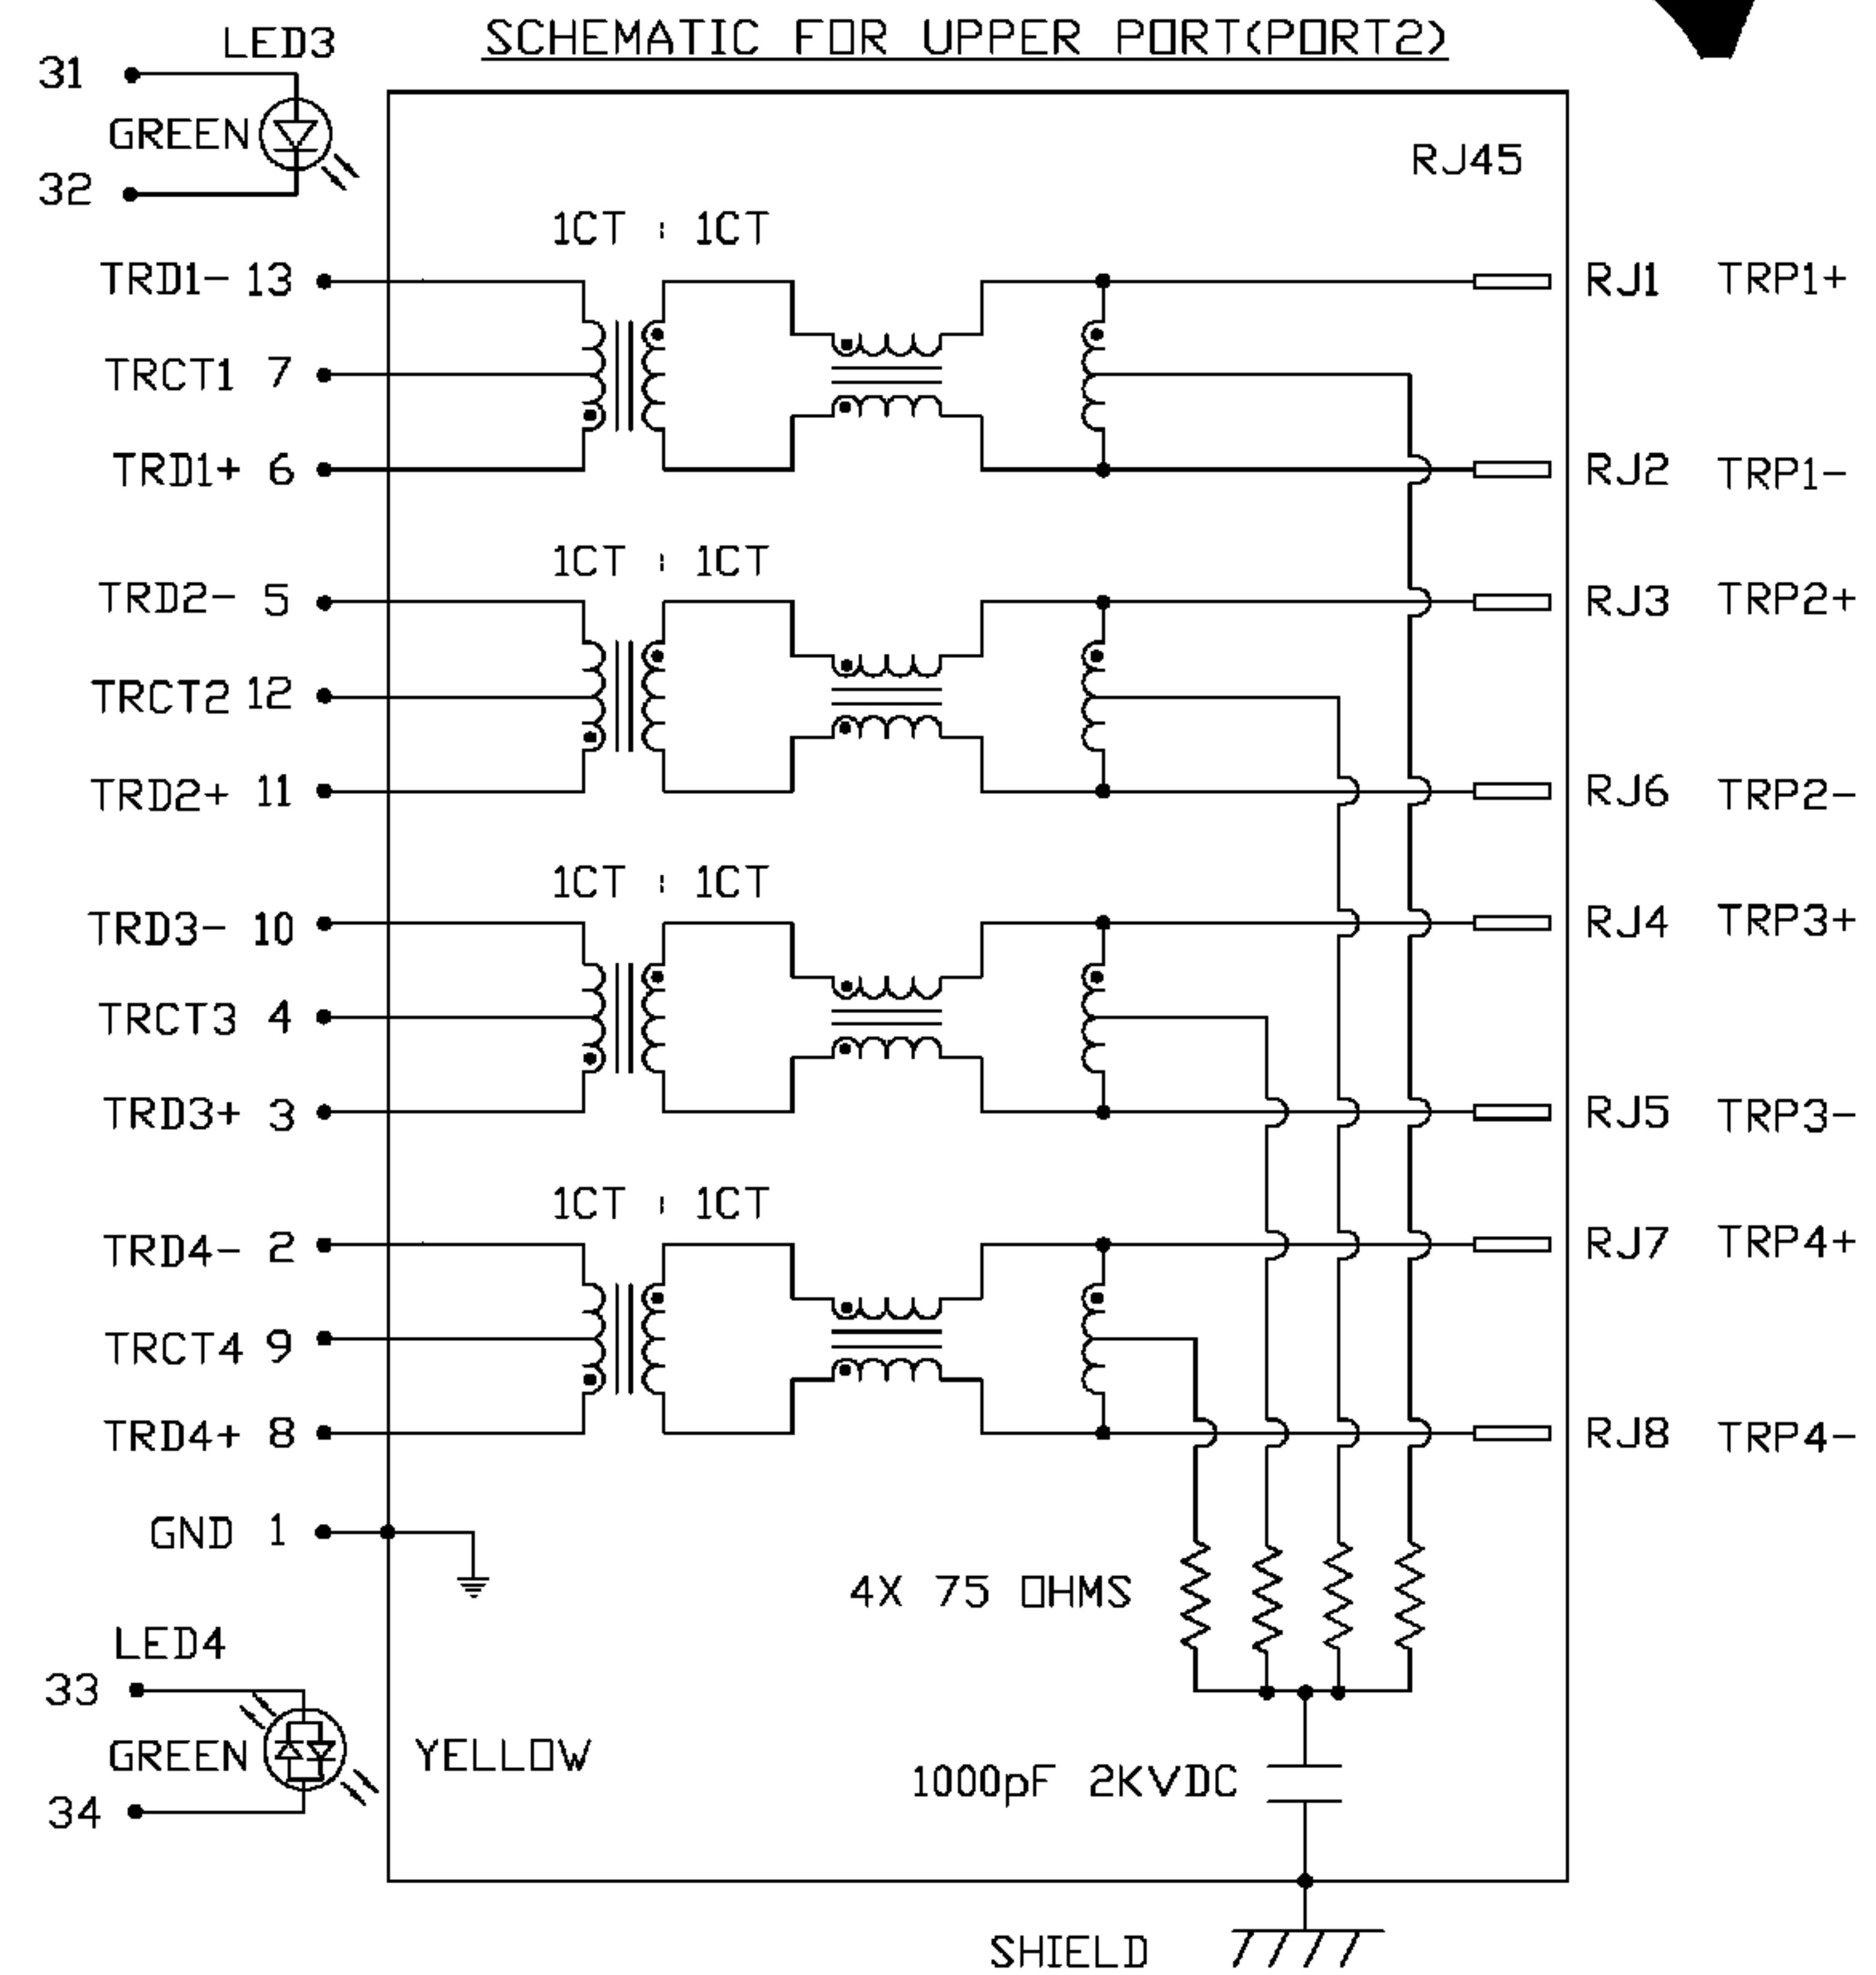 SCHEMATIC FOR UPPER PORT(PORT2)
LED3
31
GREEN
32
RJ45
1CT : 1CT
TRD1- 13
RJ1 TRP1+
TRCT1 7
TRD1+ 6
RJ2 TRP1-
1CT : 1CT
TRD2- 5
RJ3 TRP2+
TRCT2 12
TRD2+ 11
RJ6 TRP2-
1CT : 1CT
TRD3- 10
RJ4 TRP3+
TRCT3 4
TRD3+ 3
RJ5 TRP3-
1CT : 1CT
TRD4- 2
RJ7 TRP4+
TRCT4 9
TRD4+ 8
RJ8 TRP4-
GND 1
4X 75 OHMS
LED4
33
GREEN
YELLOW
34
1000pF 2KVDC
SHIELD